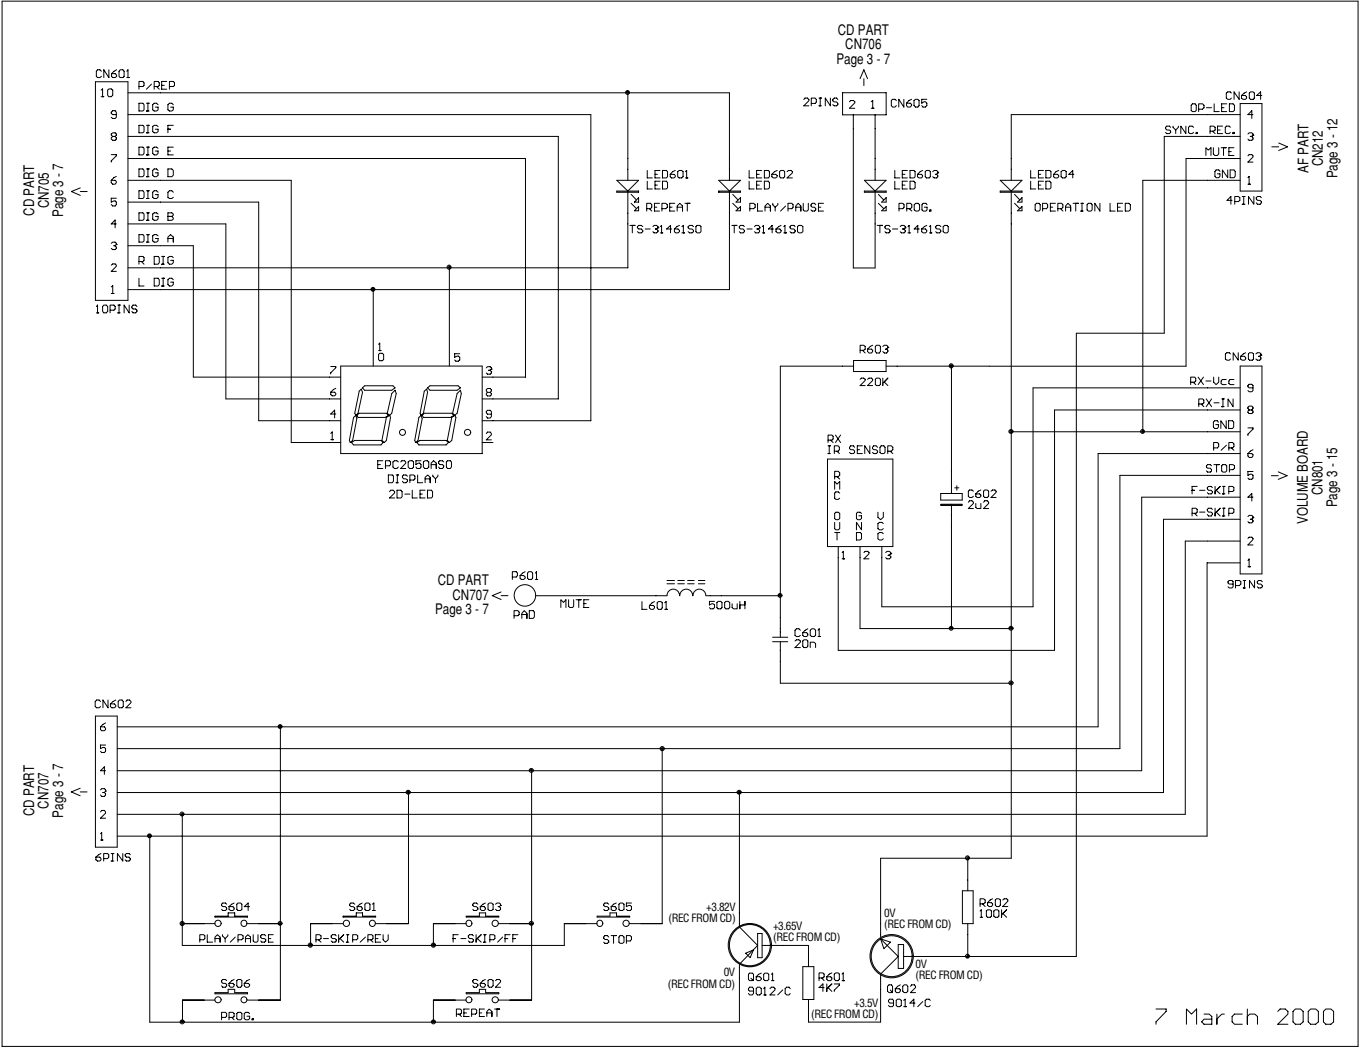 CD PART
CN706
Page 3 - 7
2PINS 2 1 CN605
CN601
10 P/REP
9 DIG G
8 DIG F
7 DIG E
6 DIG D
5 DIG C
4 DIG B
3 DIG A
2 R DIG
1 L DIG
10PINS
CD PART
CN705
Page 3 - 7
LED601
LED
REPEAT
TS-31461SO
LED602
LED
PLAY/PAUSE
TS-31461SO
LED603
LED
PROG.
TS-31461SO
LED604
LED
OPERATION LED
CN604
OP-LED 4
SYNC. REC. 3
MUTE 2
GND 1
4PINS
AF PART
CN212
Page 3 - 12
1
0
5
7
6
4
1
3
8
9
2
EPC2050ASO
DISPLAY
2D-LED
R603
220K
CN603
RX-Vcc 9
RX-IN 8
GND 7
P/R 6
STOP 5
F-SKIP 4
R-SKIP 3
2
1
9PINS
VOLUME BOARD
CN801
Page 3 - 15
RX
IR SENSOR
RMC OUT
GND
VCC
1 2 3
+
C602
2u2
CD PART
CN707
Page 3 - 7
P601
PAD
MUTE
L601
500uH
C601
20n
CN602
6
5
4
3
2
1
6PINS
CD PART
CN707
Page 3 - 7
S604
PLAY/PAUSE
S601
R-SKIP/REV
S603
F-SKIP/FF
S605
STOP
S606
PROG.
S602
REPEAT
+3.82V
(REC FROM CD)
+3.65V
(REC FROM CD)
0V
(REC FROM CD)
Q601
9012/C
R601
4K7
0V
(REC FROM CD)
0V
(REC FROM CD)
+3.5V
(REC FROM CD)
Q602
9014/C
R602
100K
7 March 2000